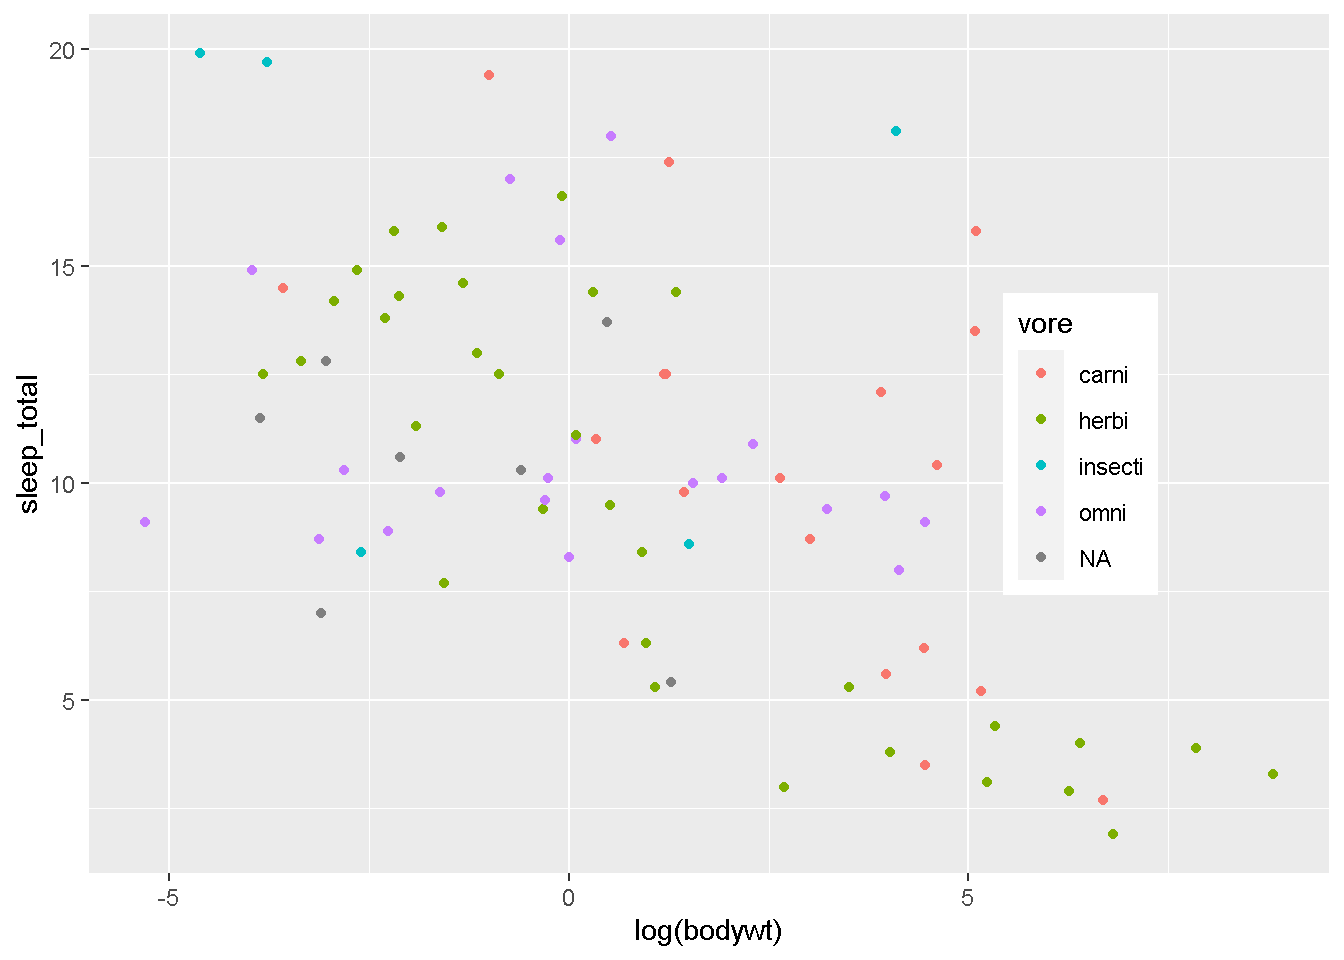 20
15
10
5
sleep_total
-5
0
5
log(bodywt)
vore
carni
herbi
insecti
omni
NA